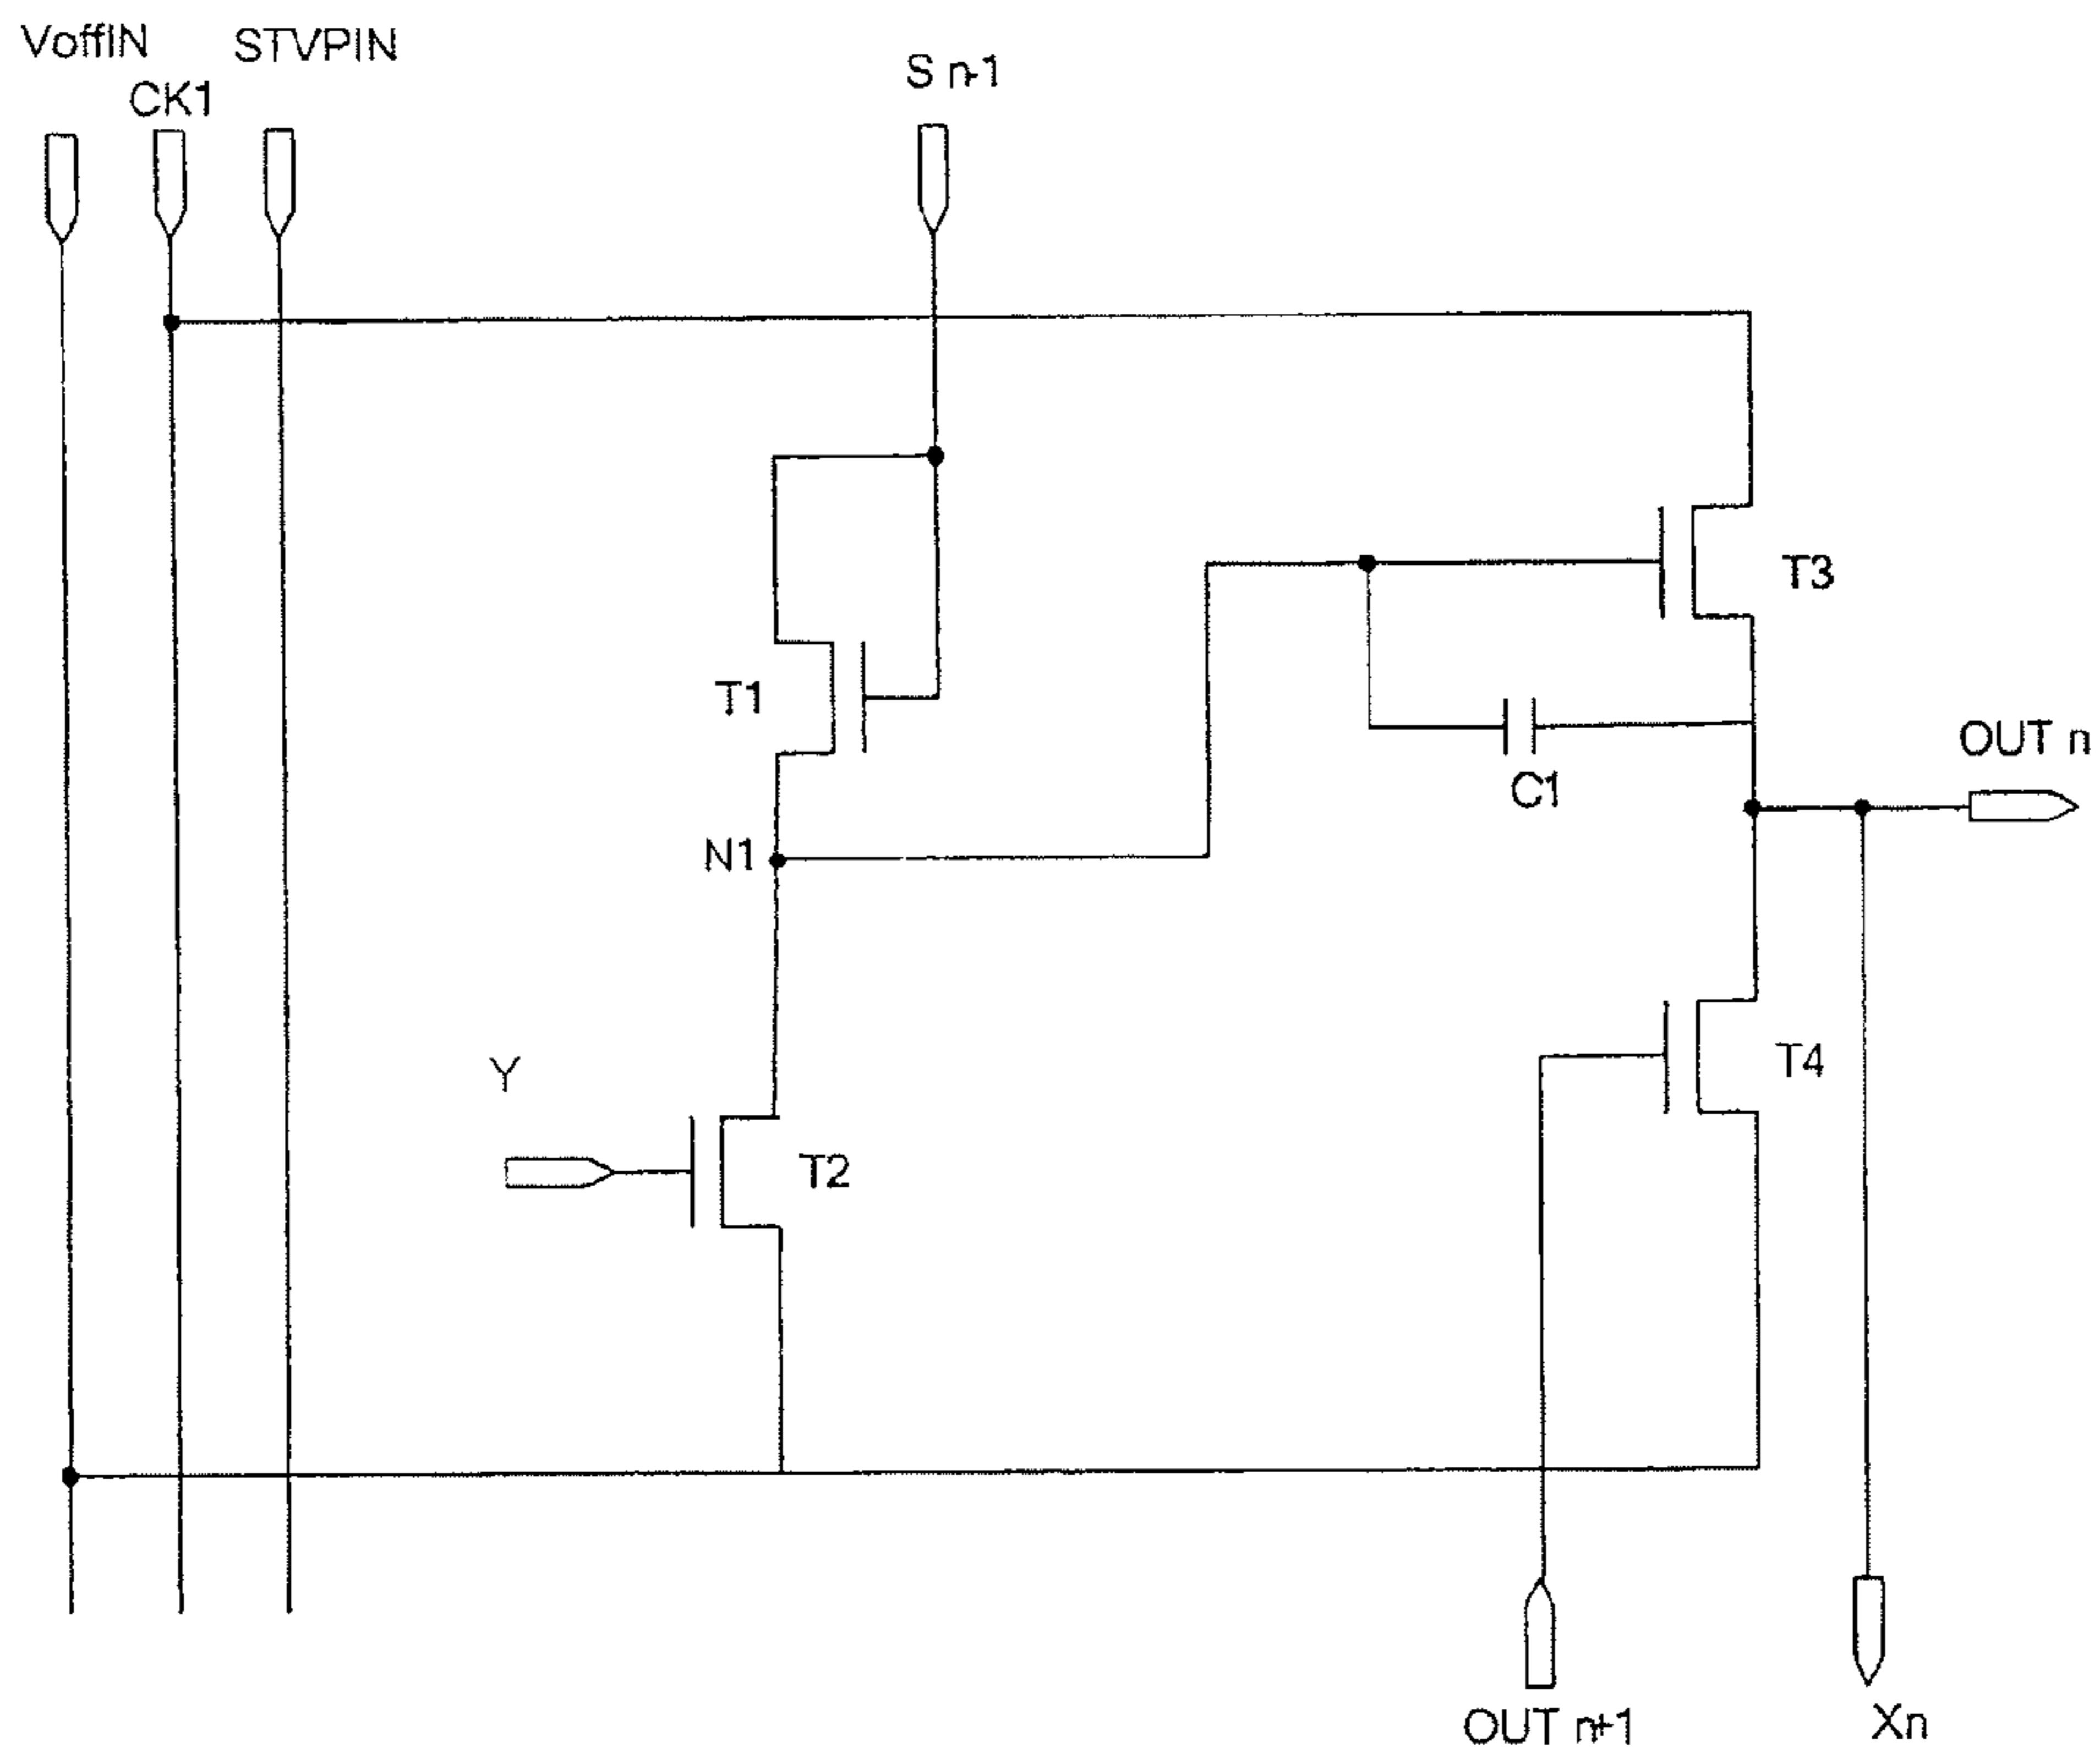 VoffIN
STVPIN
CK1
S n-1
T3
T1
OUT n
C1
N1
Y
T4
T2
OUT n+1
Xn